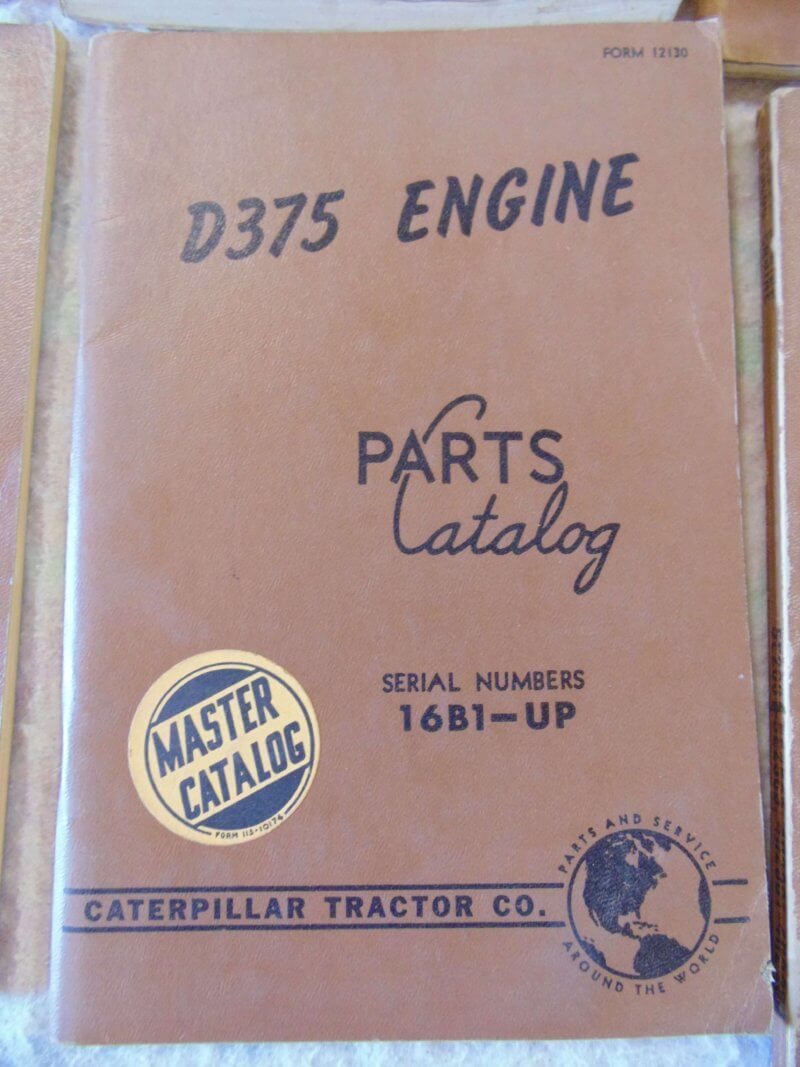 FORM 12130
D375 ENGINE
PARTS
Catalog
SERIAL NUMBERS
16B1-UP
MASTER
CATALOG
FORM 115-10174
CATERPILLAR TRACTOR CO.
PARTS AND SERVICE
AROUND THE WORLD